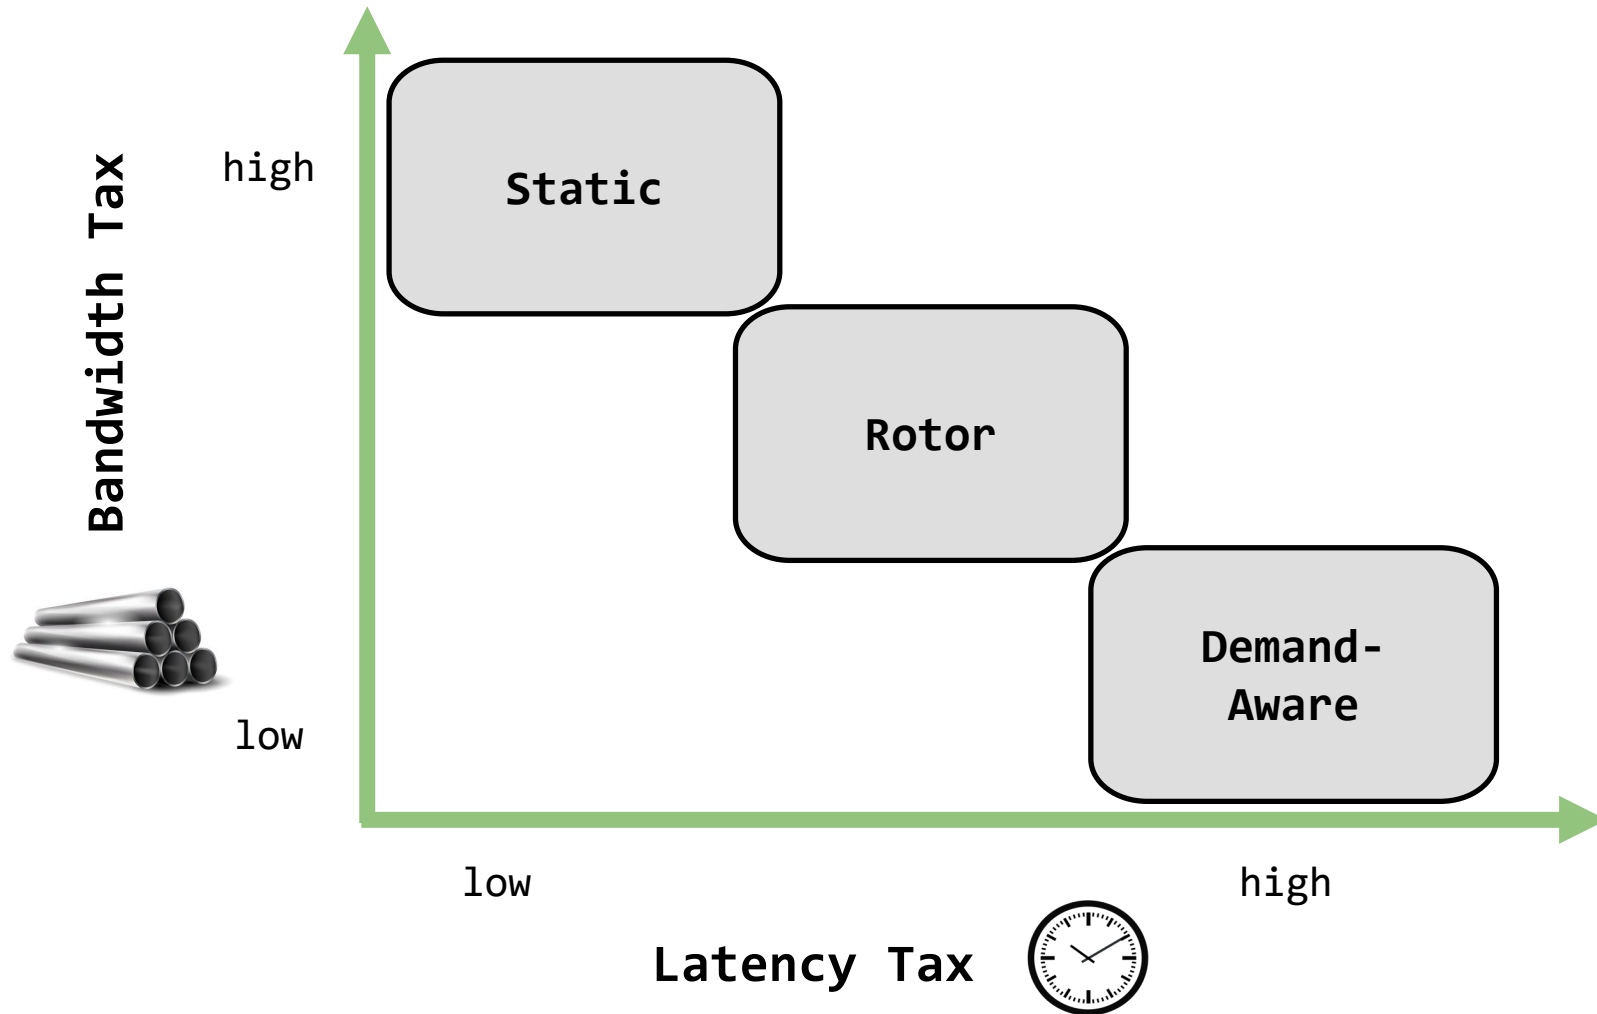 Bandwidth Tax
high
low
Static
Rotor
Demand-
Aware
low
high
Latency Tax